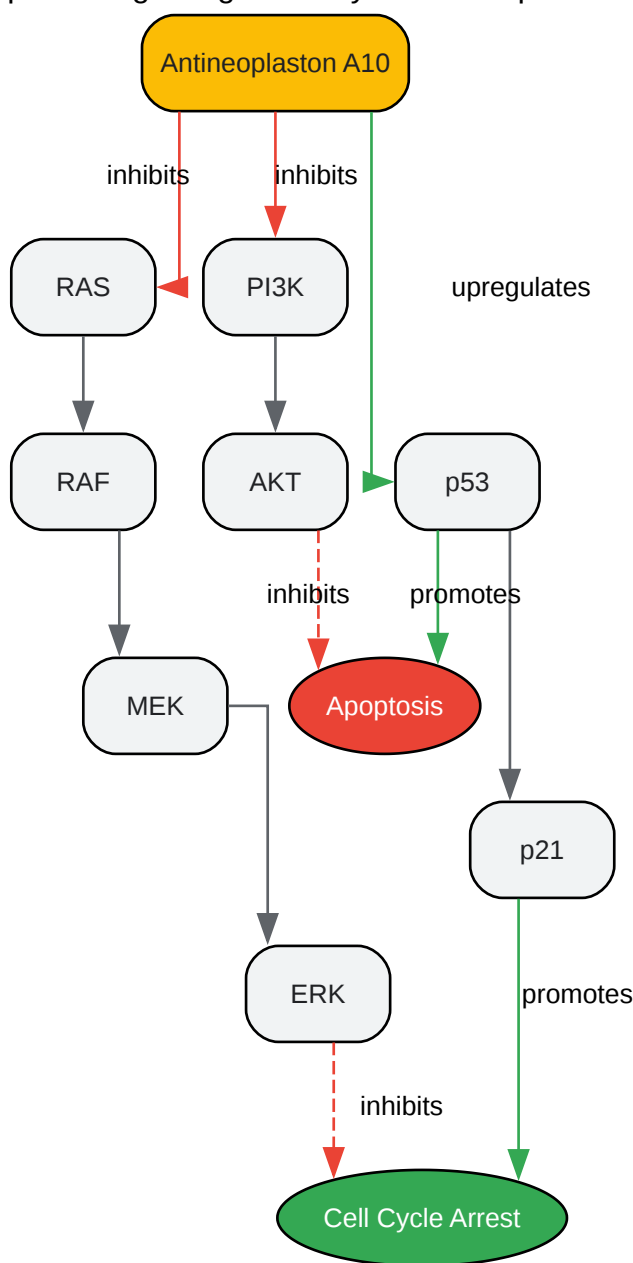 Antineoplaston A10
inhibits
inhibits
RAS
PI3K
upregulates
RAF
AKT
p53
inhibits
promotes
MEK
Apoptosis
p21
ERK
promotes
inhibits
Cell Cycle Arrest